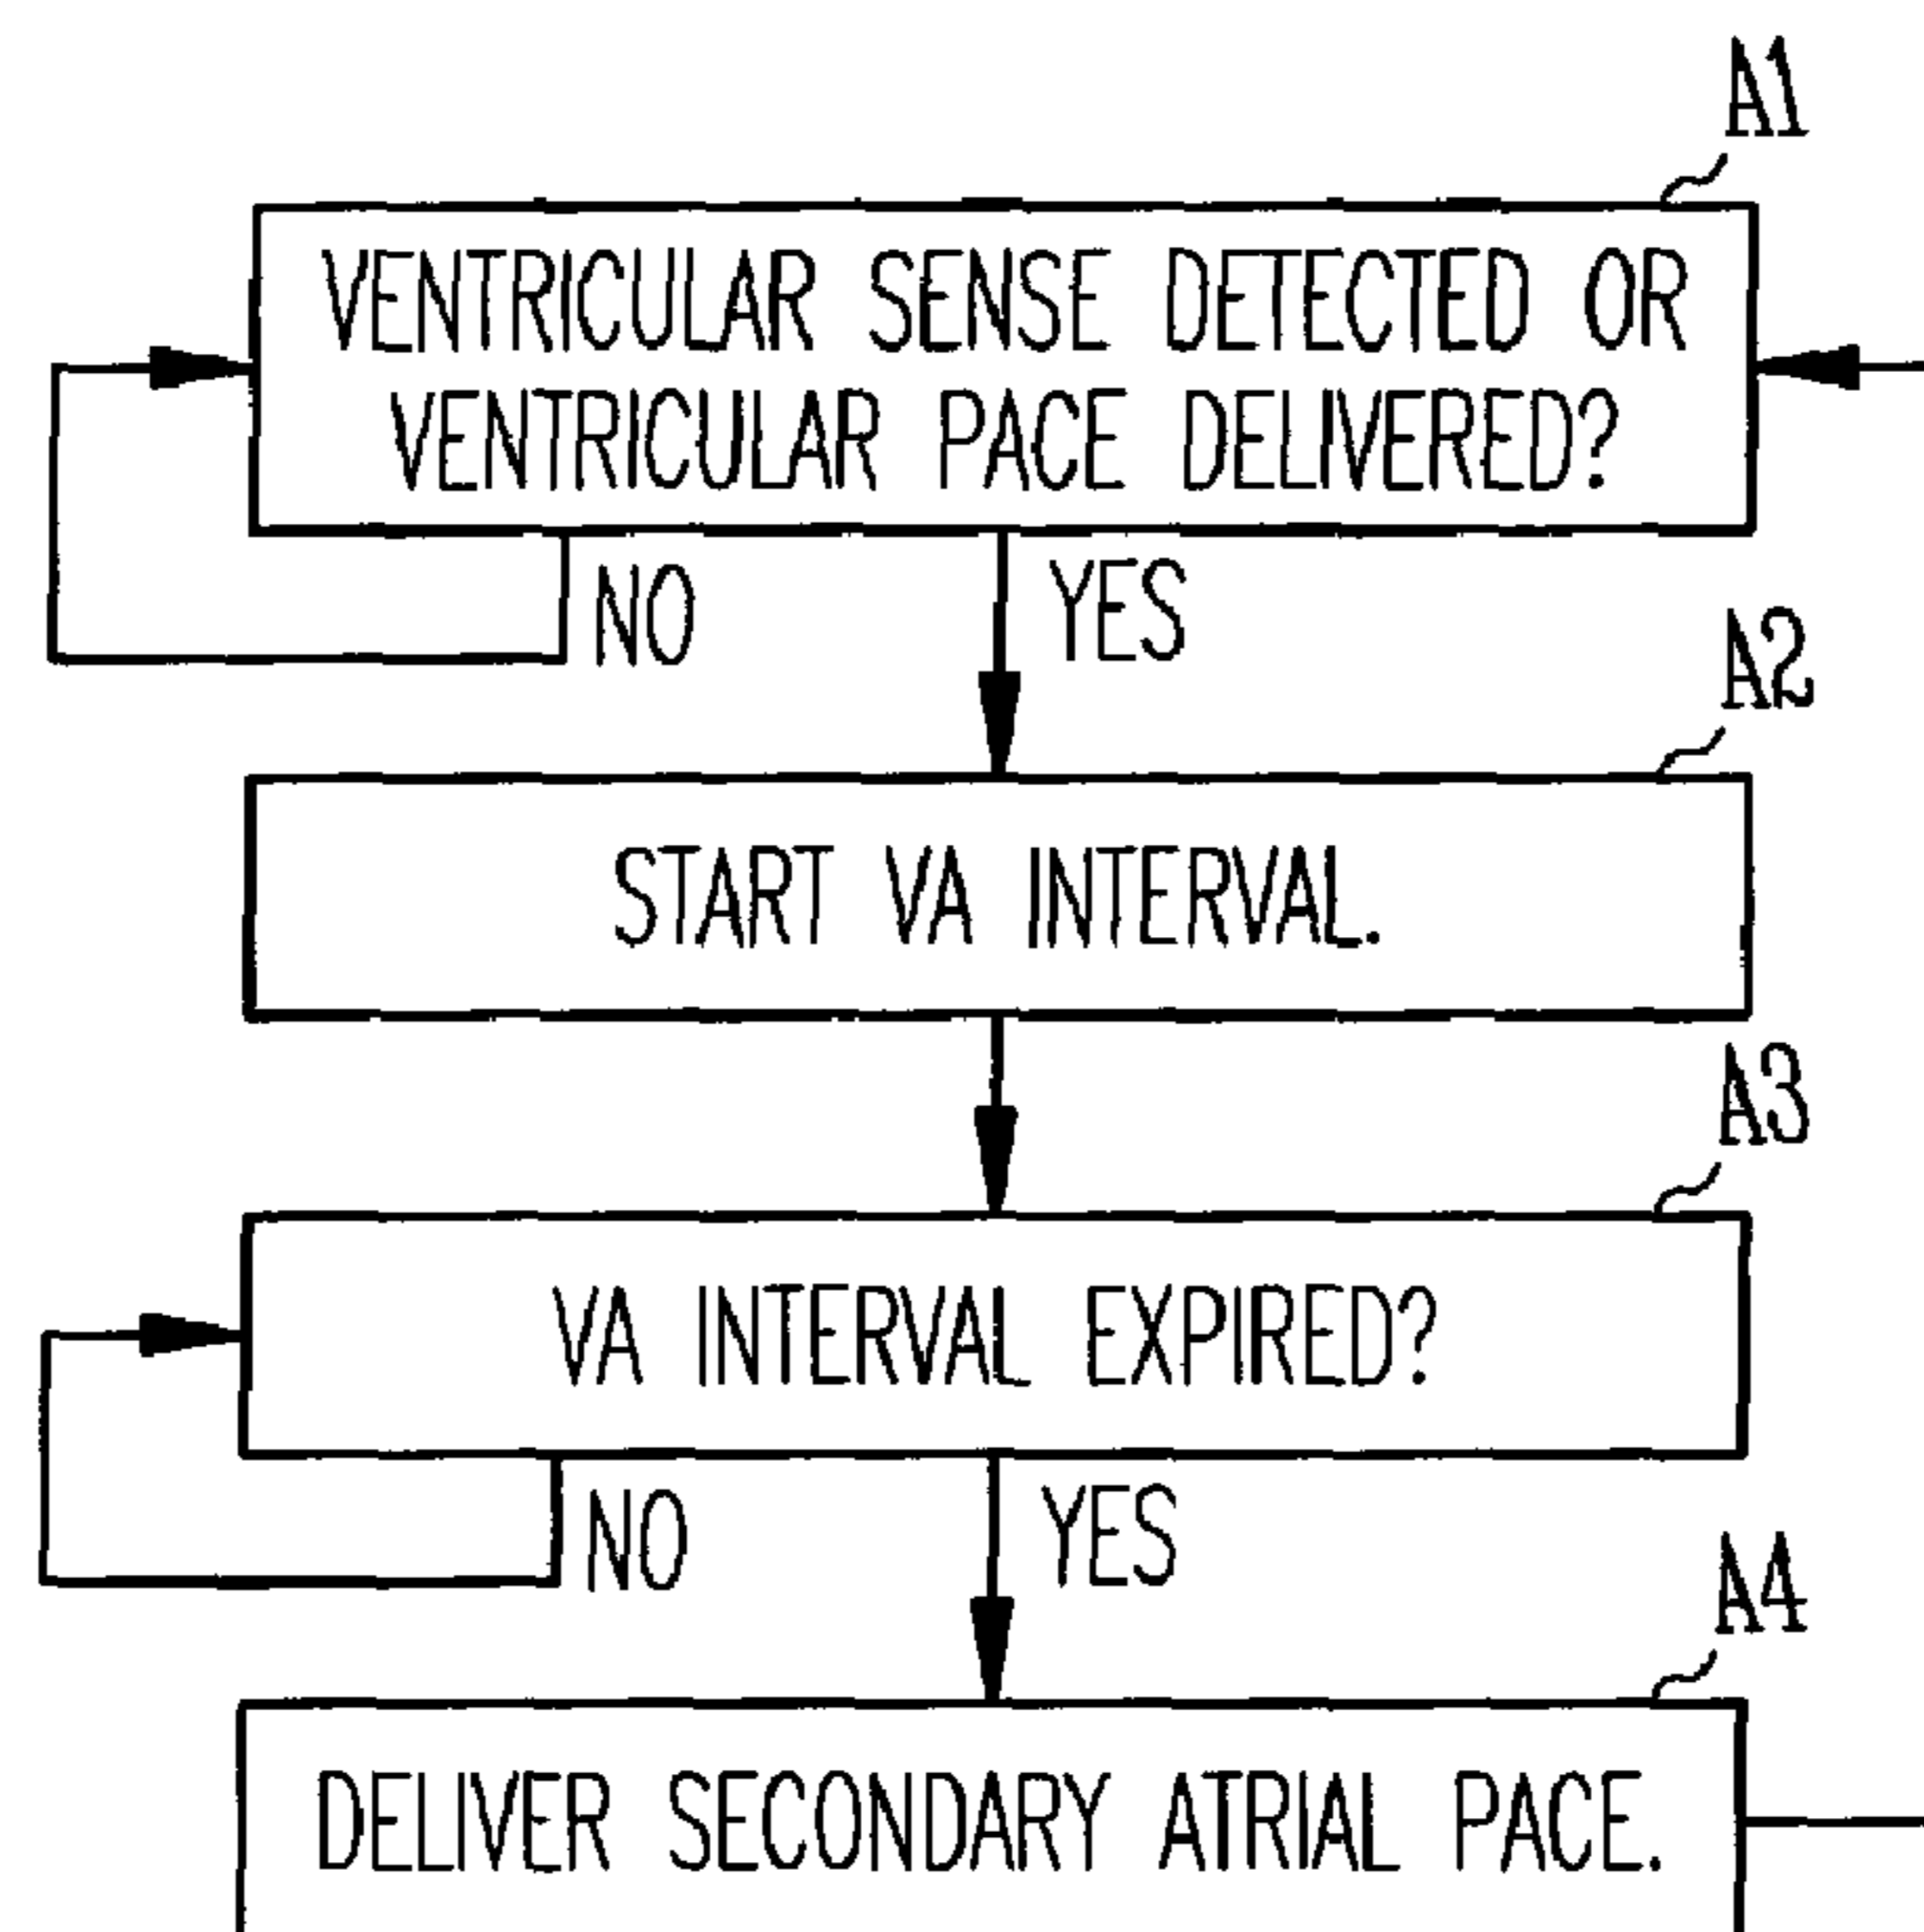 A1
VENTRICULAR SENSE DETECTED OR
VENTRICULAR PACE DELIVERED?
NO
YES
A2
START VA INTERVAL.
A3
VA INTERVAL EXPIRED?
NO
YES
A4
DELIVER SECONDARY ATRIAL PACE.